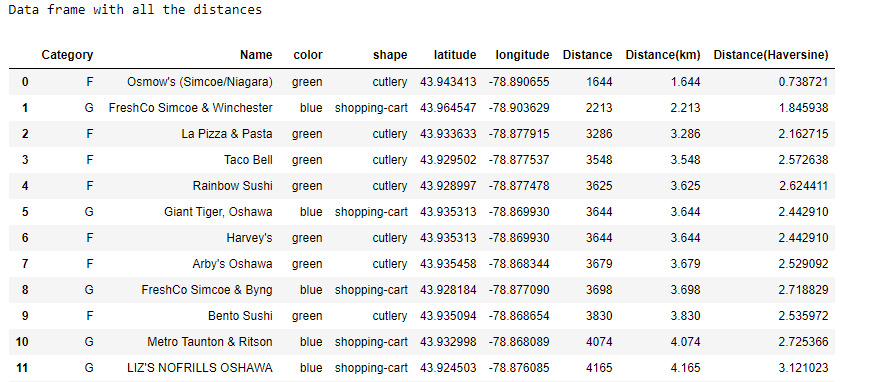 Data frame with all the distances
Category Name color shape latitude longitude Distance Distance(km) Distance(Haversine)
0 F Osmow's (Simcoe/Niagara) green cutlery 43.943413 -78.890655 1644 1.644 0.738721
1 G FreshCo Simcoe & Winchester blue shopping-cart 43.964547 -78.903629 2213 2.213 1.845938
2 F La Pizza & Pasta green cutlery 43.933633 -78.877915 3286 3.286 2.162715
3 F Taco Bell green cutlery 43.929502 -78.877537 3548 3.548 2.572638
4 F Rainbow Sushi green cutlery 43.928997 -78.877478 3625 3.625 2.624411
5 G Giant Tiger, Oshawa blue shopping-cart 43.935313 -78.869930 3644 3.644 2.442910
6 F Harvey's green cutlery 43.935313 -78.869930 3644 3.644 2.442910
7 F Arby's Oshawa green cutlery 43.935458 -78.868344 3679 3.679 2.529092
8 G FreshCo Simcoe & Byng blue shopping-cart 43.928184 -78.877090 3698 3.698 2.718829
9 F Bento Sushi green cutlery 43.935094 -78.868654 3830 3.830 2.535972
10 G Metro Taunton & Ritson blue shopping-cart 43.932998 -78.868089 4074 4.074 2.725366
11 G LIZ'S NOFRILLS OSHAWA blue shopping-cart 43.924503 -78.876085 4165 4.165 3.121023